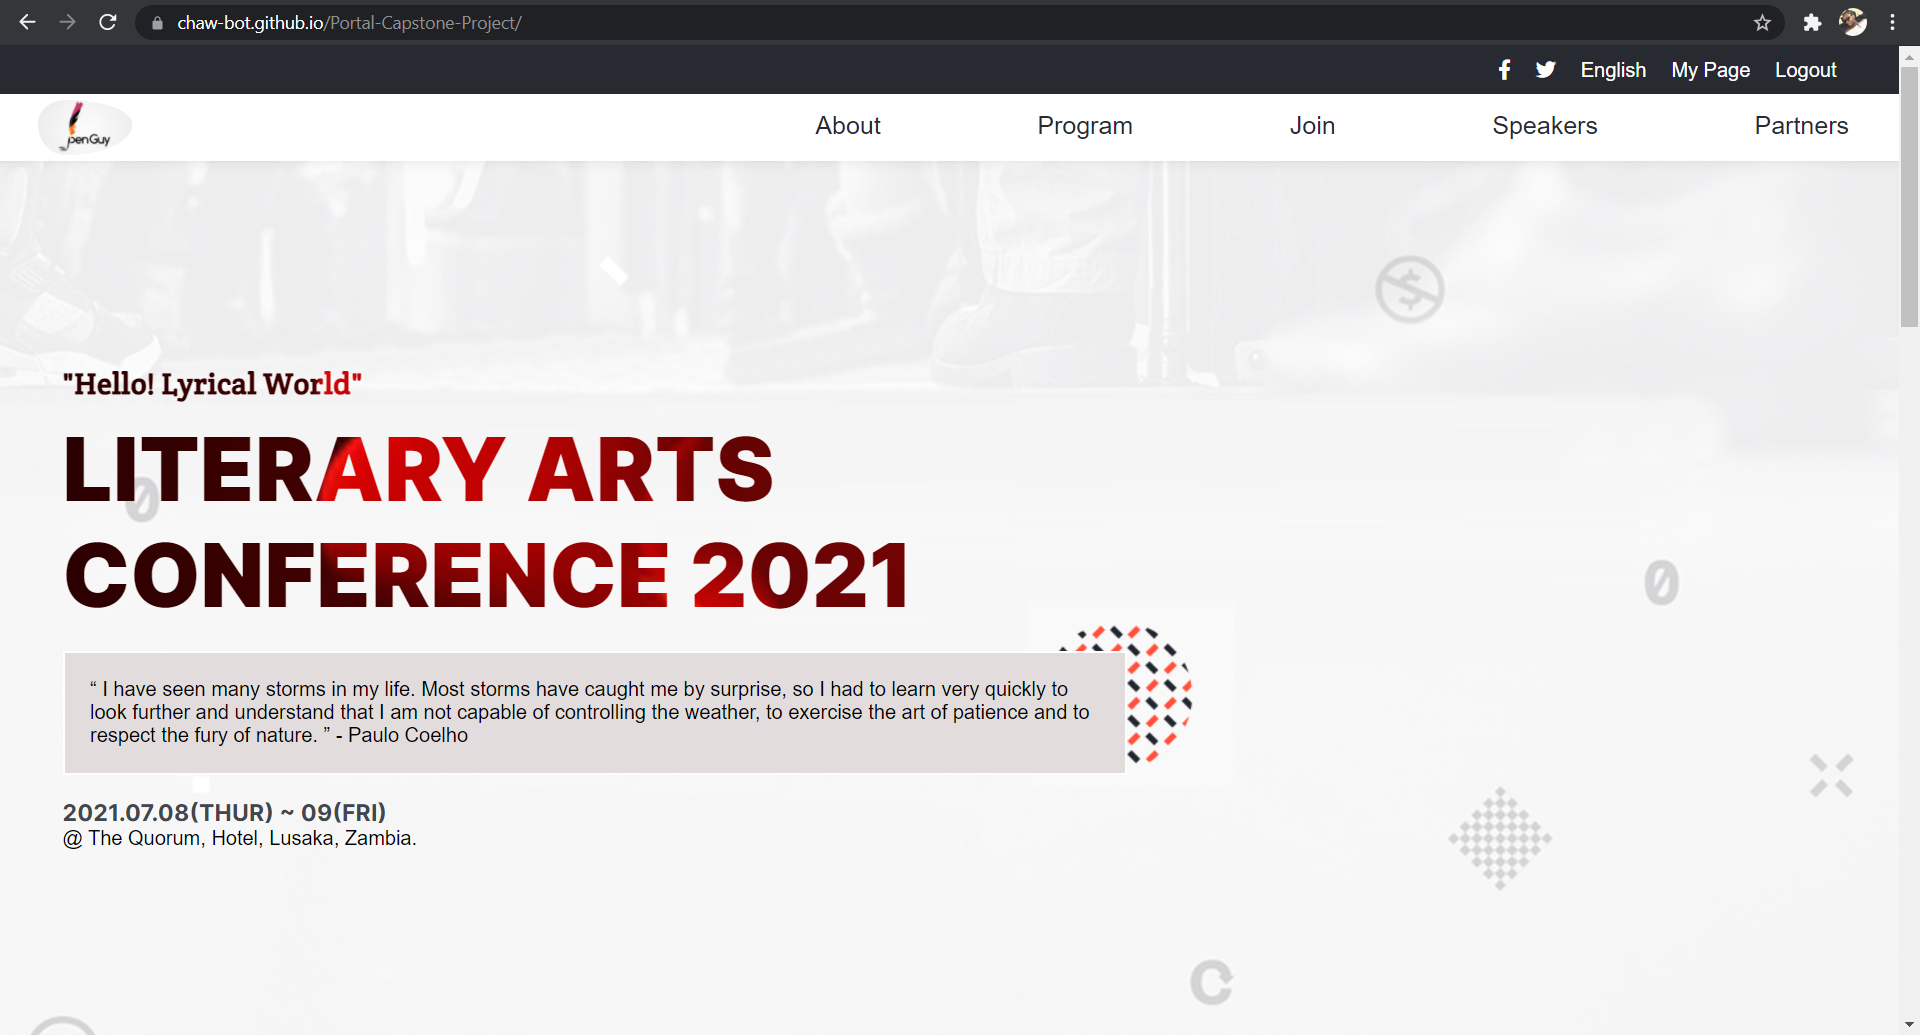 chaw-bot.github.io/Portal-Capstone-Project/
English My Page Logout
penGuy
About Program Join Speakers Partners
"Hello! Lyrical World"
LITERARY ARTS
CONFERENCE 2021
“ I have seen many storms in my life. Most storms have caught me by surprise, so I had to learn very quickly to
look further and understand that I am not capable of controlling the weather, to exercise the art of patience and to
respect the fury of nature. ” - Paulo Coelho
2021.07.08(THUR) ~ 09(FRI)
@ The Quorum, Hotel, Lusaka, Zambia.